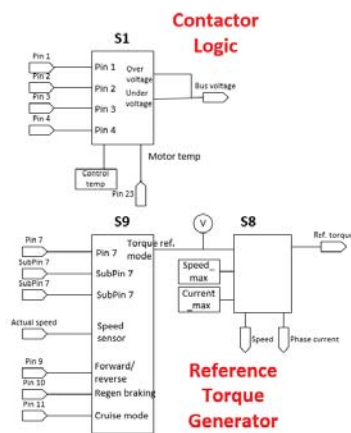 Contactor
Logic
S1
Pin 1
Pin 2
Pin 3
Pin 4
Pin 1
Pin 2
Pin 3
Pin 4
Over
voltage
Under
voltage
Bus voltage
Control
temp
Motor temp
Pin 23
S9
S8
V
Pin 7
SubPin 7
SubPin 7
Actual speed
Pin 9
Pin 10
Pin 11
Pin 7
SubPin 7
SubPin 7
Speed
sensor
Forward/
reverse
Regen braking
Cruise mode
Torque ref.
mode
Speed_
max
Current
_max
Ref. torque
Speed
Phase current
Reference
Torque
Generator